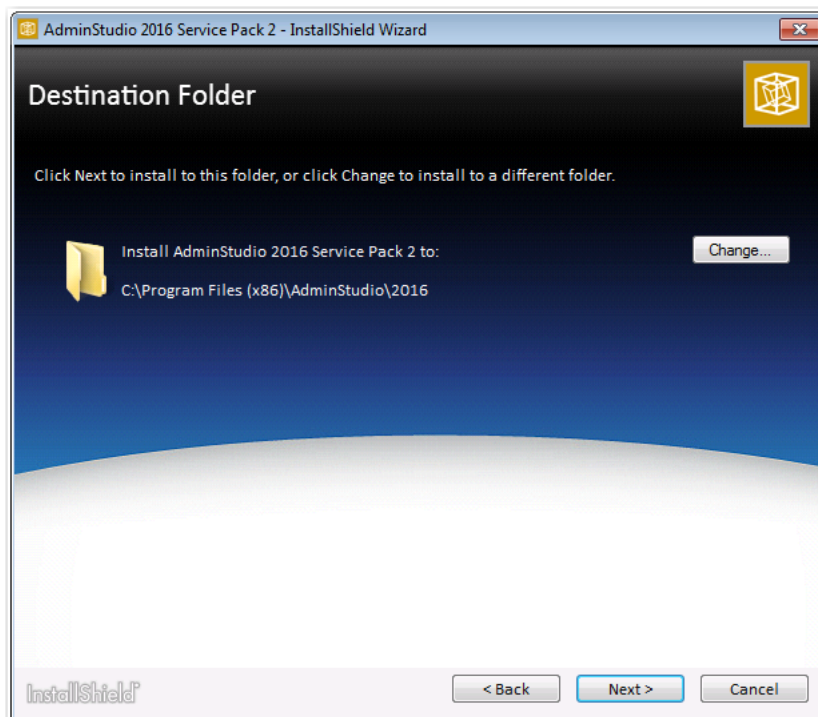 AdminStudio 2016 Service Pack 2 - InstallShield Wizard
Destination Folder
Click Next to install to this folder, or click Change to install to a different folder.
Install AdminStudio 2016 Service Pack 2 to:
Change...
C:\Program Files (x86)\AdminStudio\2016
InstallShield
< Back
Next >
Cancel